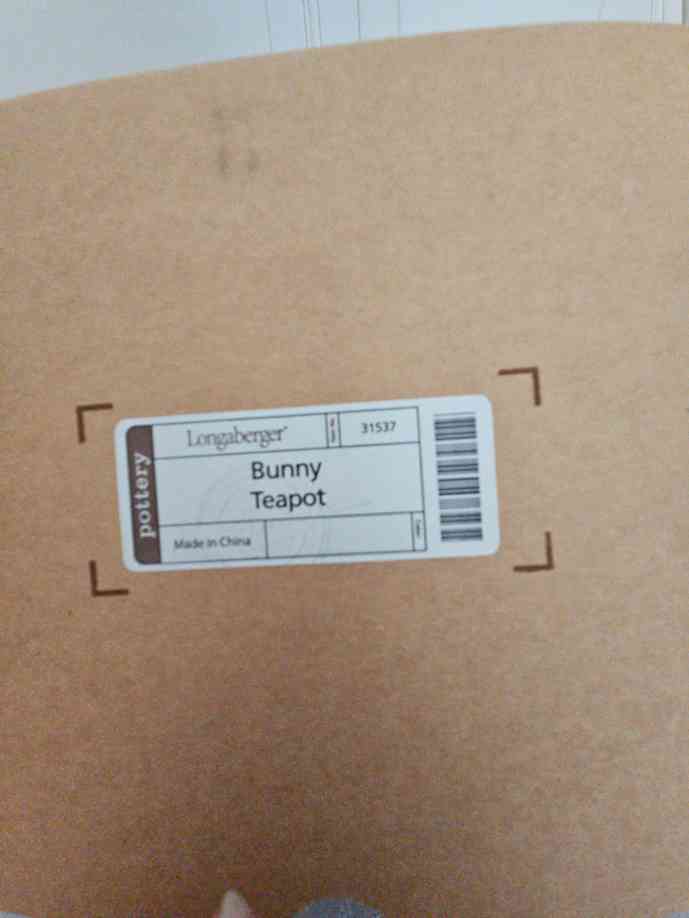 pottery
Longaberger®
31537
Bunny
Teapot
Made in China